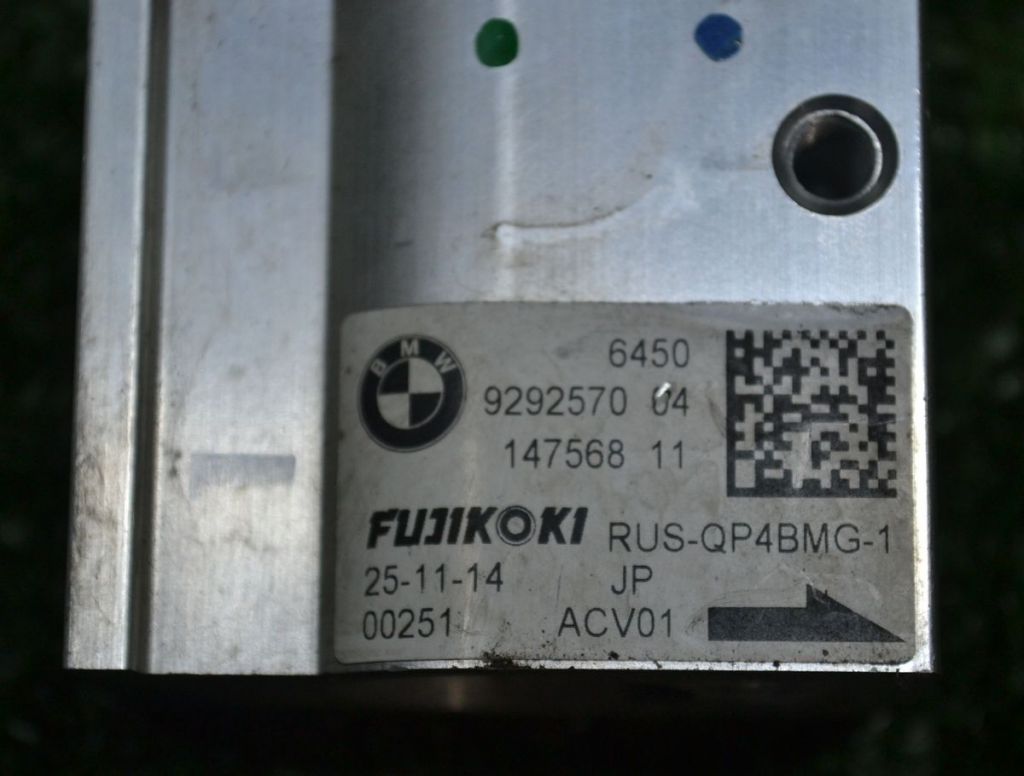 BMW
6450
9292570 04
147568 11
FUJIKOKI RUS-QP4BMG-1
25-11-14 JP
00251 ACV01